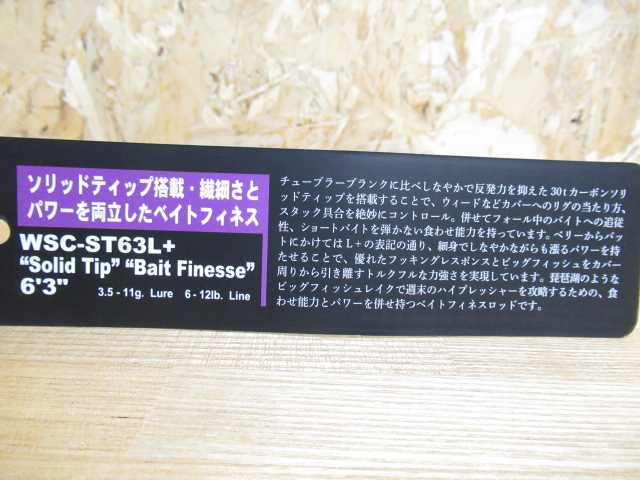 ソリッドティップ搭載・繊細さと
パワーを両立したベイトフィネス
WSC-ST63L+
“Solid Tip” “Bait Finesse”
6'3" 3.5 - 11g. Lure 6 - 12lb. Line
チューブラーブランクに比べしなやかで反発力を抑えた30tカーボンソリ
ッドティップを搭載することで、ウィードなどカバーへのリグの当たり方、
スタック具合を絶妙にコントロール。併せてフォール中のバイトへの追従
性、ショートバイトを弾かない食わせ能力を持っています。ベリーからバッ
トにかけてはL+の表記の通り、細身でしなやかながらも漲るパワーを持
たせることで、優れたフッキングレスポンスとビッグフィッシュをカバー
周りから引き離すトルクフルな力強さを実現しています。琵琶湖のような
ビッグフィッシュレイクで週末のハイプレッシャーを攻略するための、食
わせ能力とパワーを併せ持つベイトフィネスロッドです。